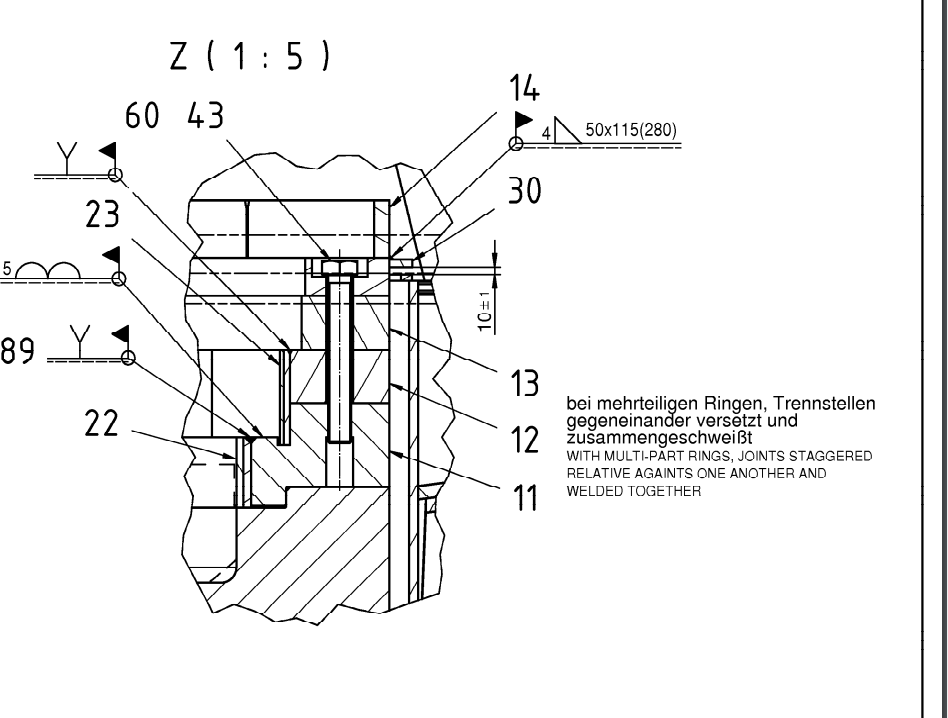 Z ( 1 : 5 )
14
60 43
4 50x115(280)
30
23
5
10±1
89
13
22
12
11
bei mehrteiligen Ringen, Trennstellen
gegeneinander versetzt und
zusammengeschweißt
WITH MULTI-PART RINGS, JOINTS STAGGERED
RELATIVE AGAINTS ONE ANOTHER AND
WELDED TOGETHER